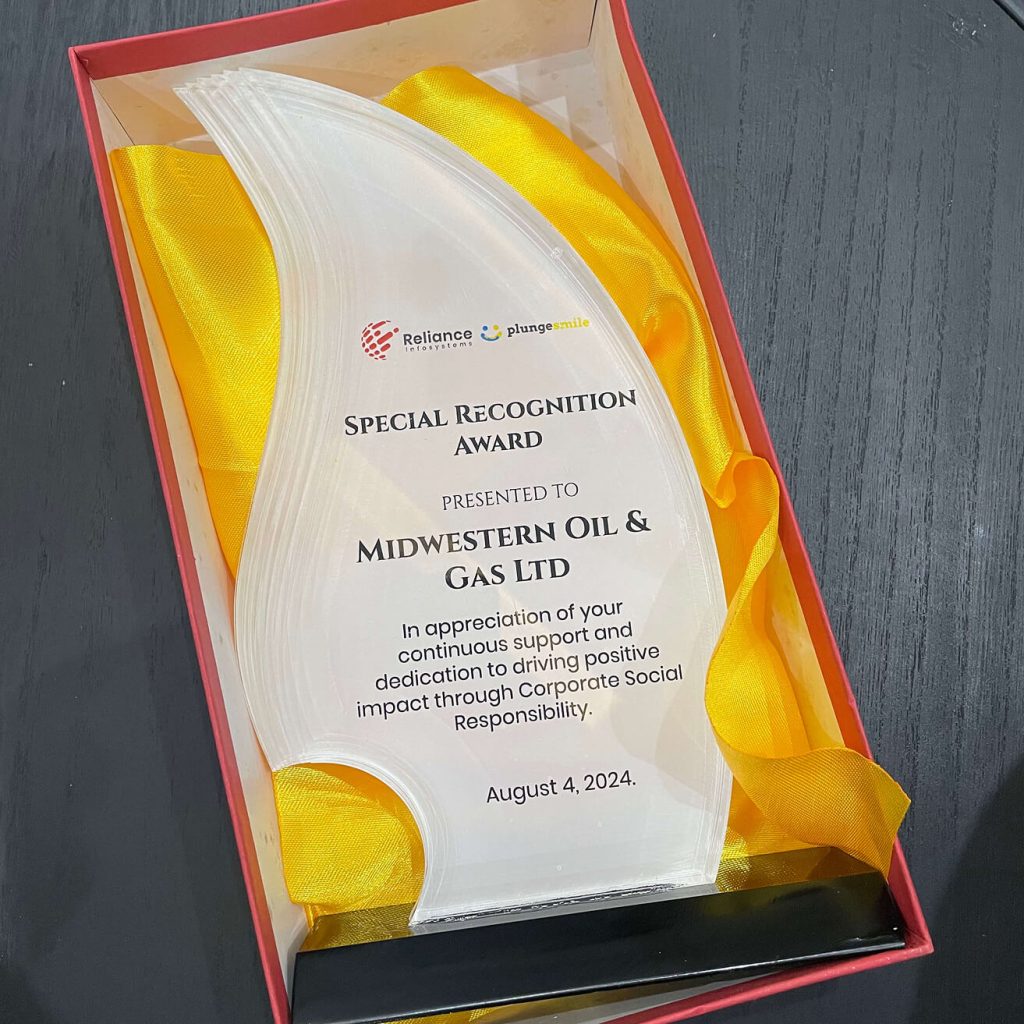 Reliance
infosystems
plungesmile
SPECIAL RECOGNITION
AWARD
PRESENTED TO
MIDWESTERN OIL &
GAS LTD
In appreciation of your
continuous support and
dedication to driving positive
impact through Corporate Social
Responsibility.
August 4, 2024.